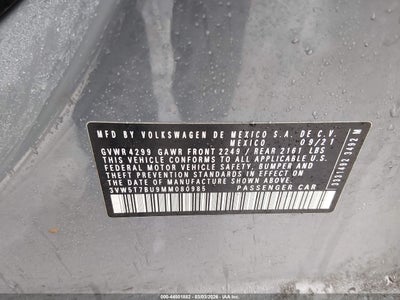 MFD BY VOLKSWAGEN DE MEXICO S.A. DE C.V.
MEXICO 09/21
GVWR 4299 GAWR FRONT 2249 / REAR 2161 LBS
THIS VEHICLE CONFORMS TO ALL APPLICABLE
FEDERAL MOTOR VEHICLE SAFETY, BUMPER AND
THEFT PREVENTION STANDARDS IN EFFECT ON
THE DATE OF MANUFACTURE SHOWN ABOVE.
3VW5T7BU9MM080985 PASSENGER CAR
3531492 3492 M